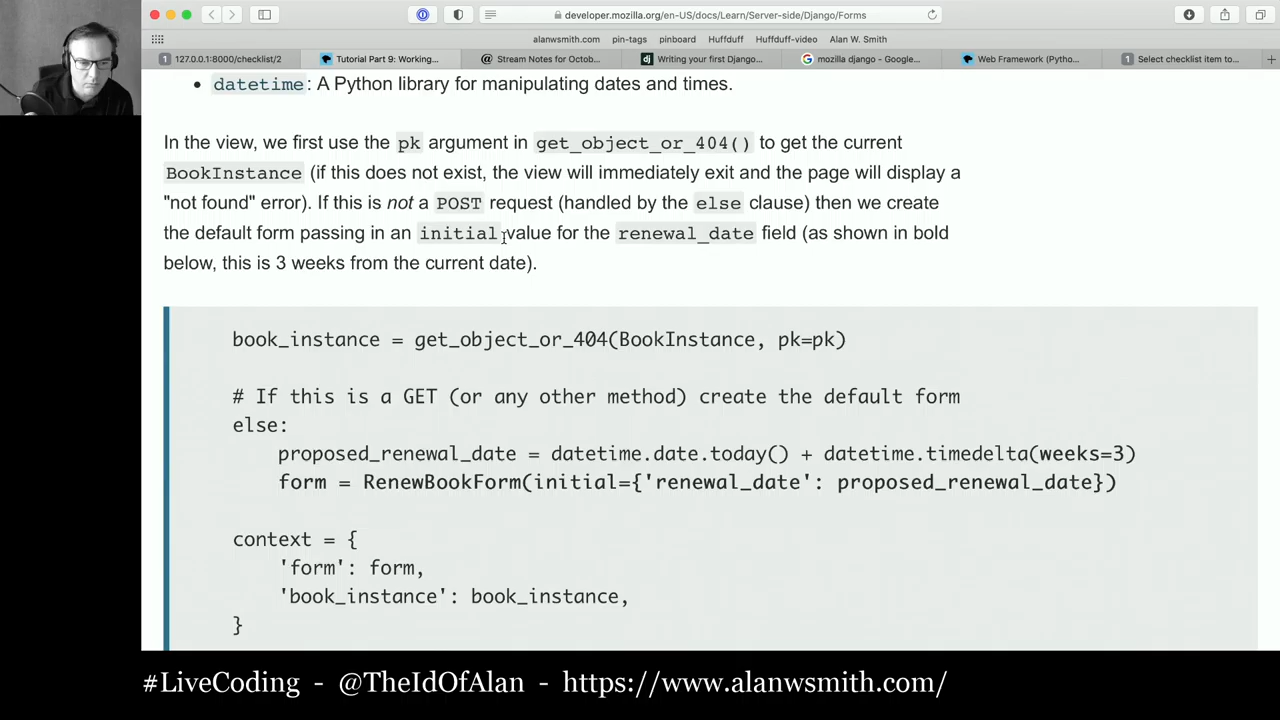 developer.mozilla.org/en-US/docs/Learn/Server-side/Django/Forms
alanwsmith.com pin-tags pinboard Huffduff Huffduff-video Alan W. Smith
1 127.0.0.1:8000/checklist/2 Tutorial Part 9: Working... Stream Notes for Octob... dj Writing your first Django... mozilla django - Google... Web Framework (Pytho... 1 Select checklist item to...
• datetime: A Python library for manipulating dates and times.
In the view, we first use the pk argument in get_object_or_404() to get the current
BookInstance (if this does not exist, the view will immediately exit and the page will display a
"not found" error). If this is not a POST request (handled by the else clause) then we create
the default form passing in an initial value for the renewal_date field (as shown in bold
below, this is 3 weeks from the current date).
book_instance = get_object_or_404(BookInstance, pk=pk)
# If this is a GET (or any other method) create the default form
else:
proposed_renewal_date = datetime.date.today() + datetime.timedelta(weeks=3)
form = RenewBookForm(initial={'renewal_date': proposed_renewal_date})
context = {
'form': form,
'book_instance': book_instance,
}
#LiveCoding - @TheIdOfAlan - https://www.alanwsmith.com/